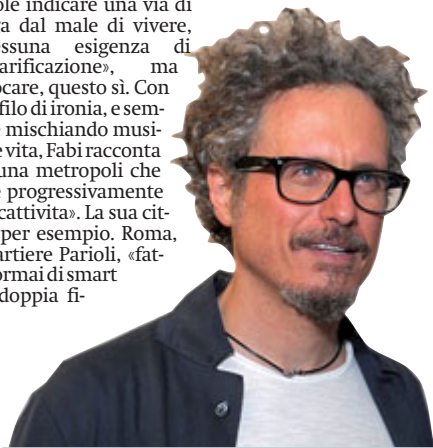 ole indicare una via di
ra dal male di vivere,
essuna esigenza di
arificazione», ma
ocare, questo sì. Con
filo di ironia, e sem-
e mischiando musi-
e vita, Fabi racconta
una metropoli che
e progressivamente
cattivita». La sua cit-
per esempio. Roma,
artiere Parioli, «fat-
ormai di smart
doppia fi-